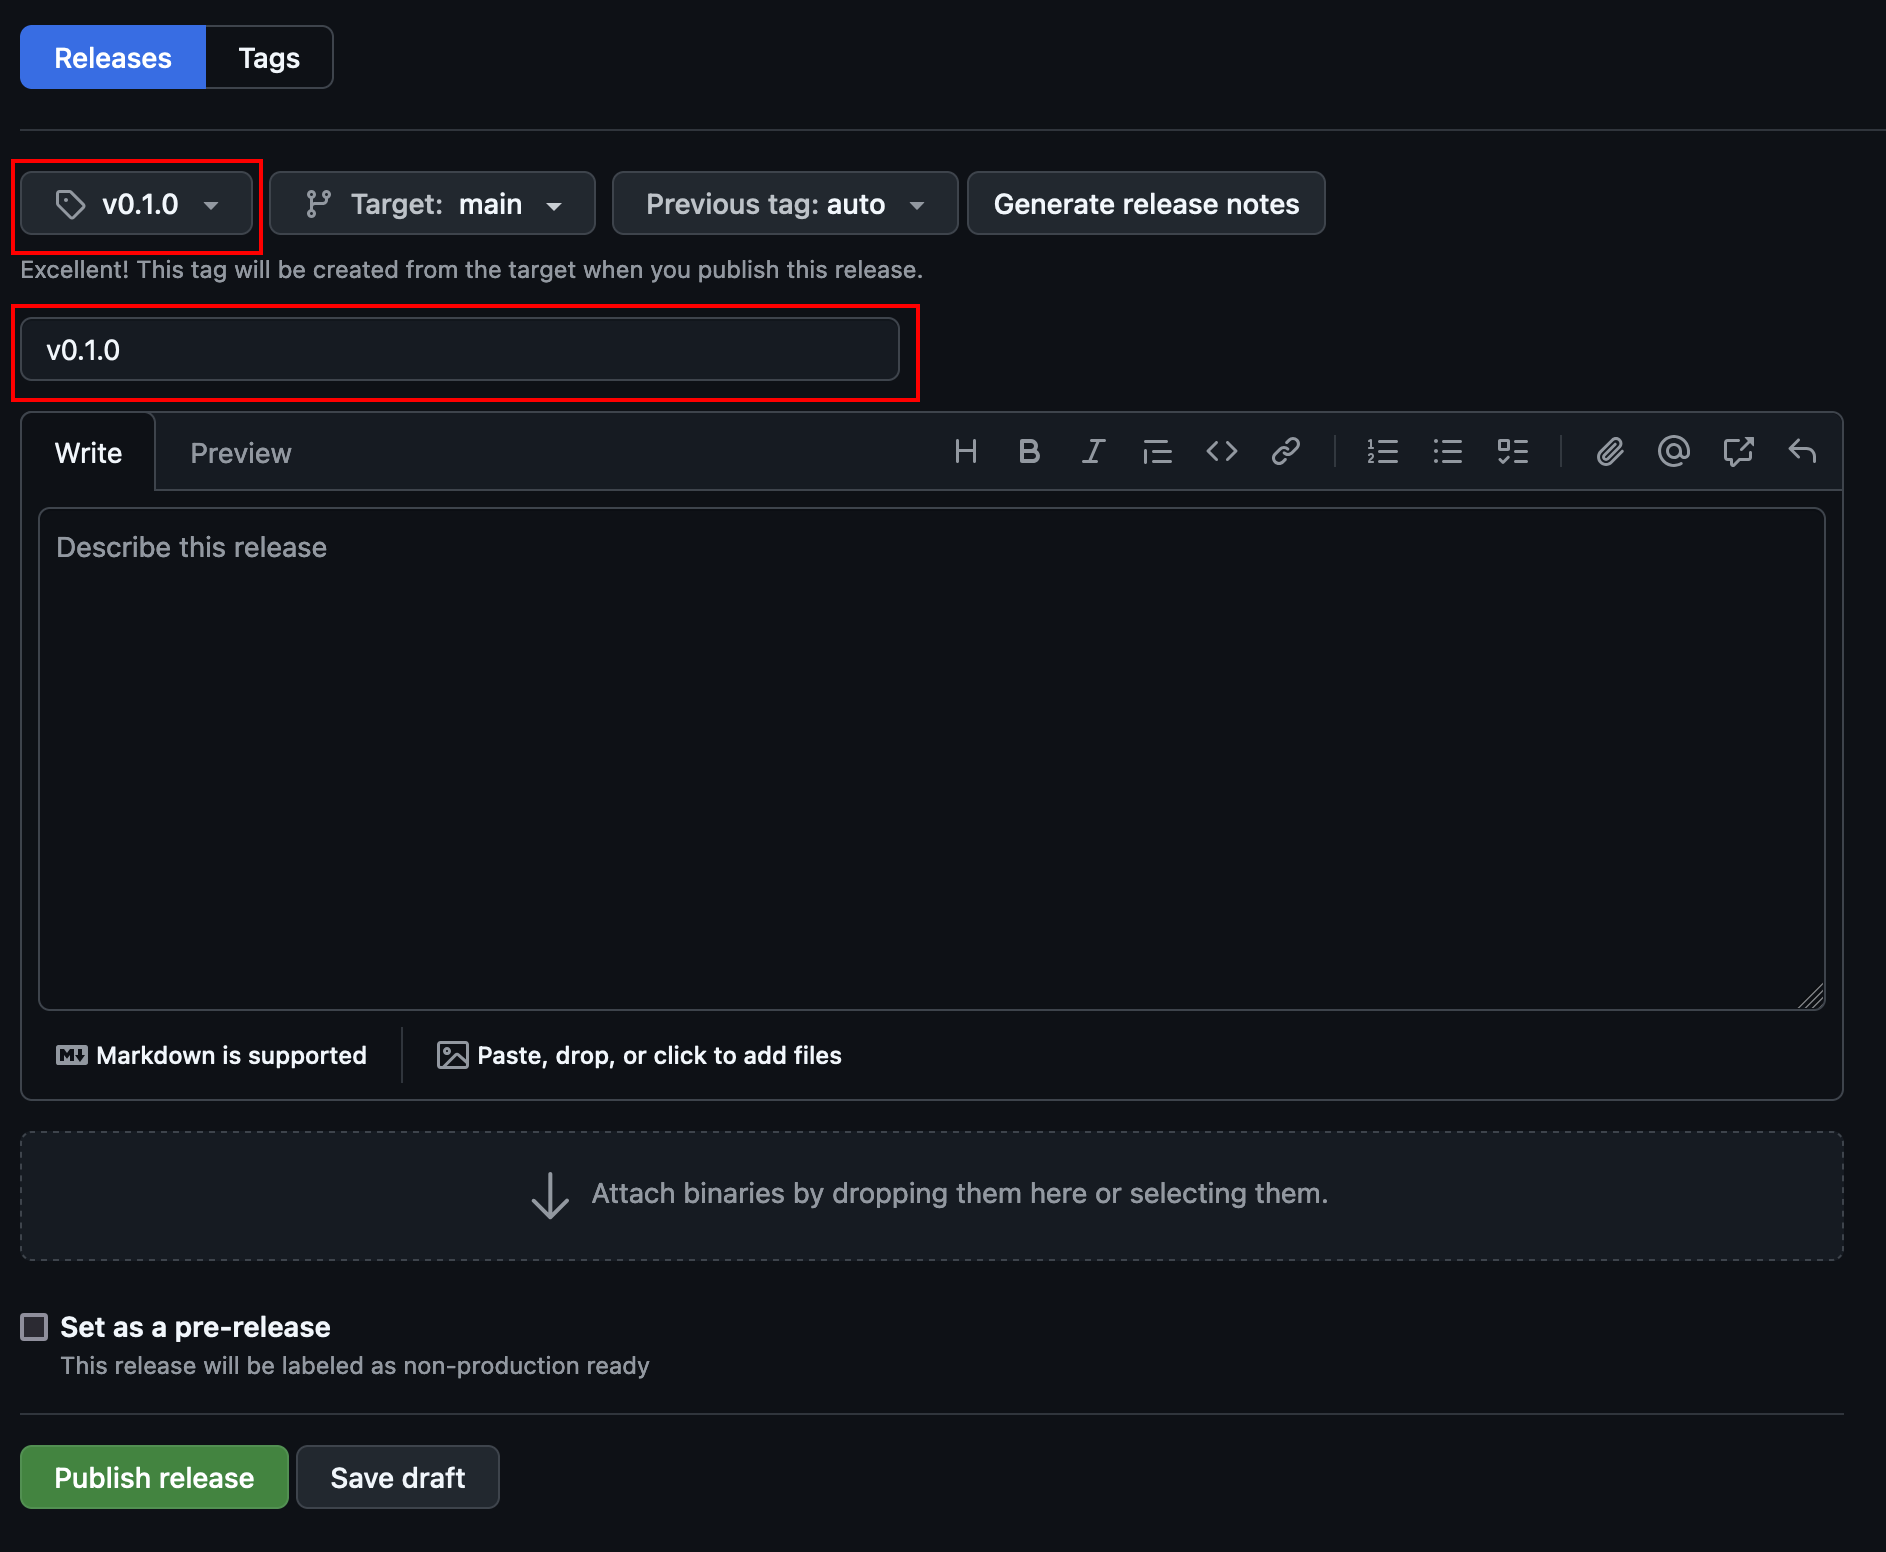 Releases Tags
v0.1.0 Target: main Previous tag: auto Generate release notes
Excellent! This tag will be created from the target when you publish this release.
v0.1.0
Write Preview
Describe this release
Markdown is supported Paste, drop, or click to add files
Attach binaries by dropping them here or selecting them.
Set as a pre-release
This release will be labeled as non-production ready
Publish release Save draft